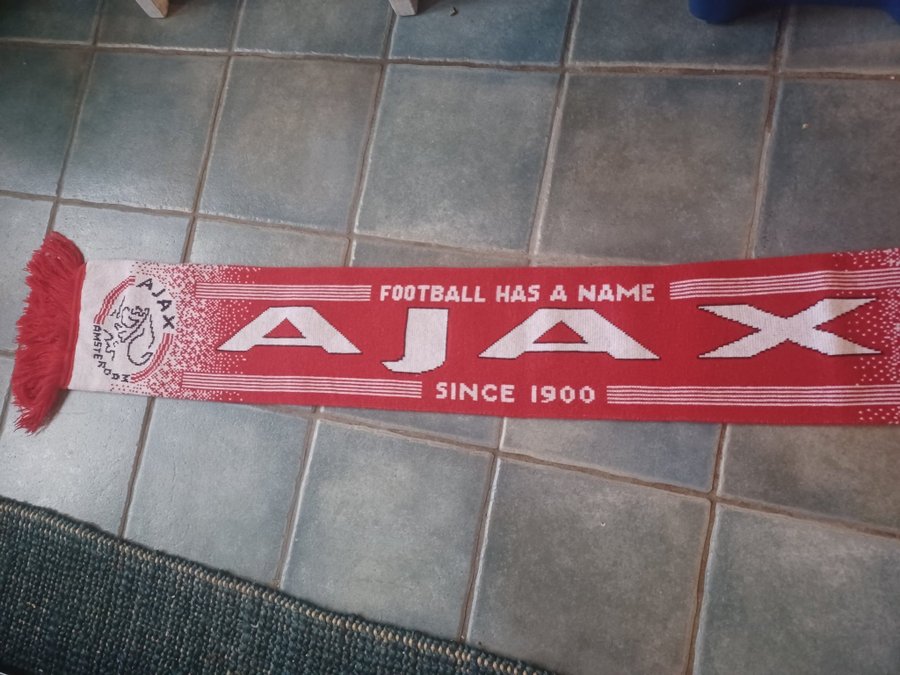 AJAX
AMSTERDAM
FOOTBALL HAS A NAME
AJAX
SINCE 1900